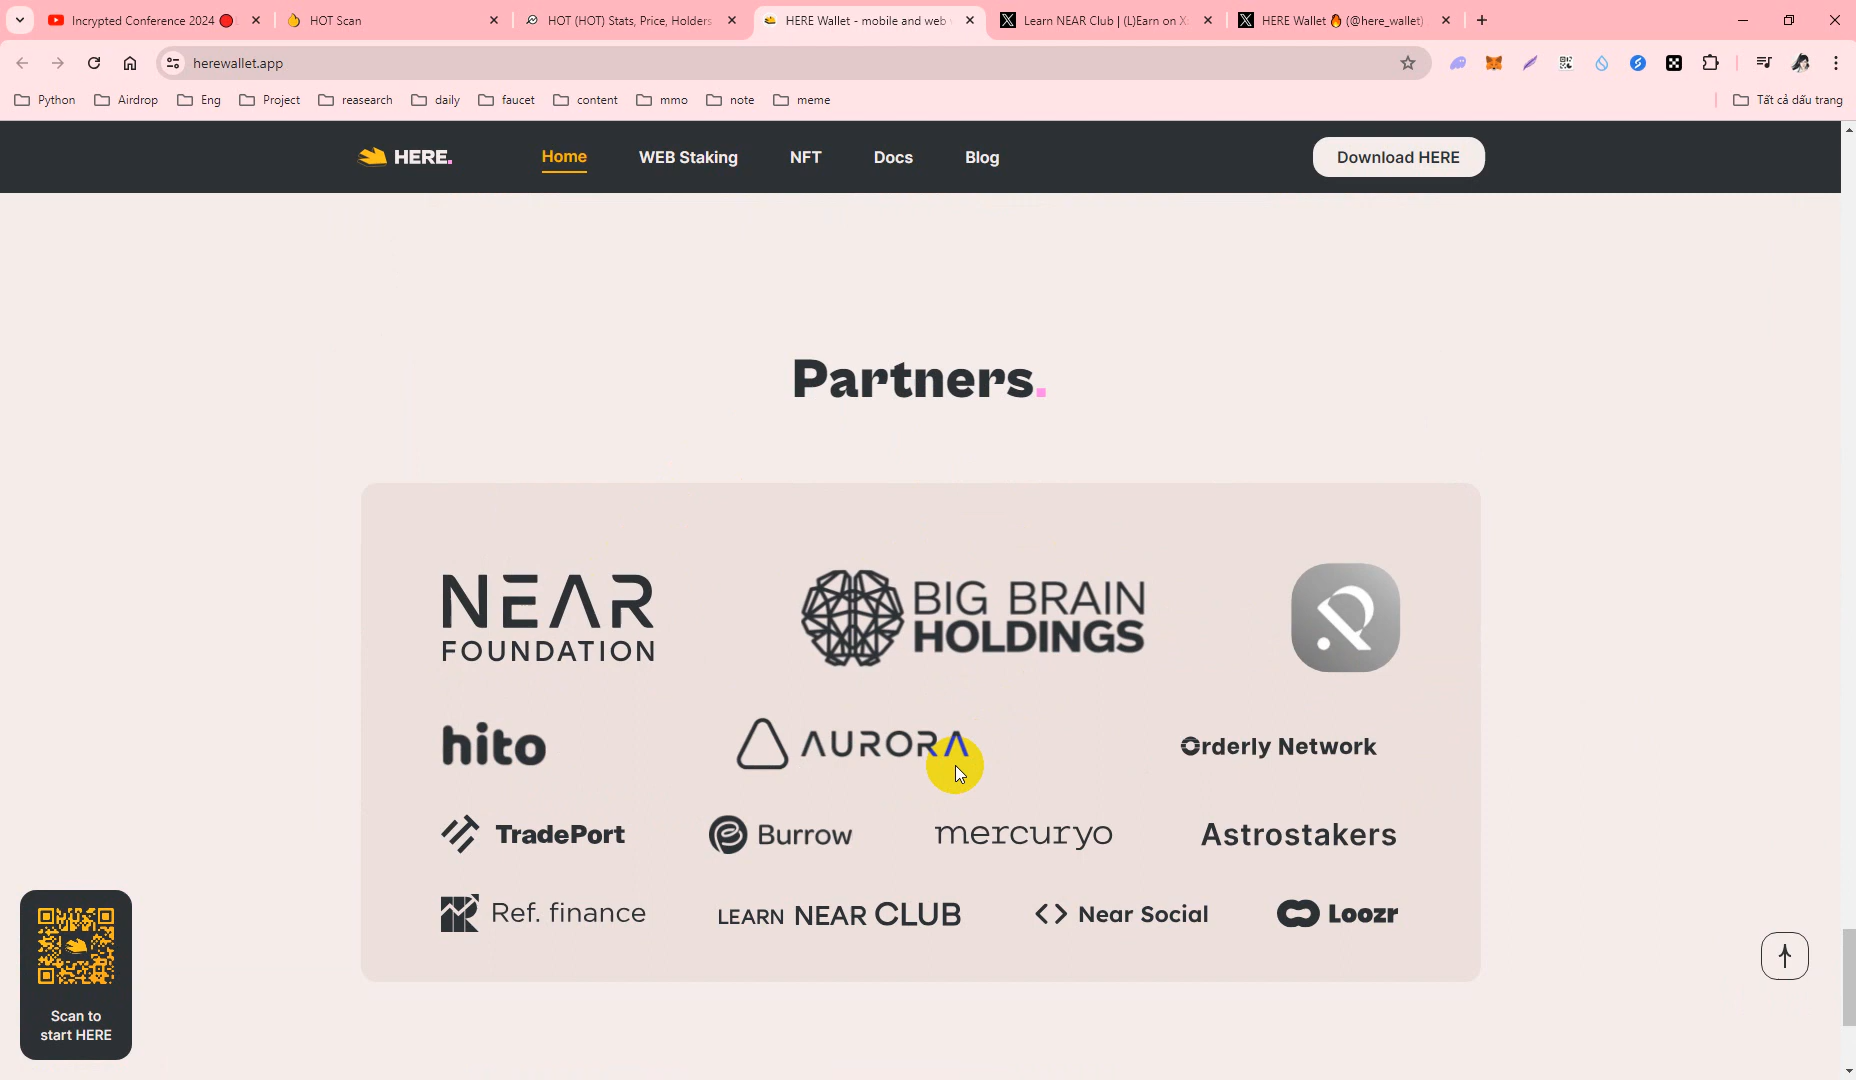 Incrypted Conference 2024
HOT Scan
HOT (HOT) Stats, Price, Holders
HERE Wallet - mobile and web
Learn NEAR Club | (L)Earn on X
HERE Wallet 🔥 (@here_wallet)
herewallet.app
Python
Airdrop
Eng
Project
reasearch
daily
faucet
content
mmo
note
meme
Tất cả dấu trang
HERE.
Home
WEB Staking
NFT
Docs
Blog
Download HERE
Partners.
NEAR
FOUNDATION
BIG BRAIN
HOLDINGS
hito
AURORA
Orderly Network
TradePort
Burrow
mercuryo
Astrostakers
Ref. finance
LEARN NEAR CLUB
Near Social
Loozr
Scan to
start HERE